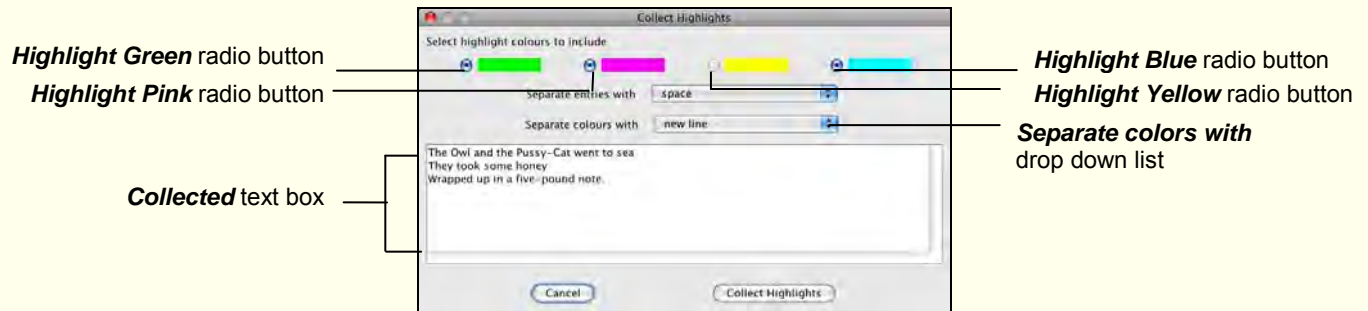 Collect Highlights
Select highlight colours to include
Highlight Green radio button
Highlight Pink radio button
Highlight Blue radio button
Highlight Yellow radio button
Separate entries with space
Separate colours with new line
Separate colors with
drop down list
The Owl and the Pussy-Cat went to sea
They took some honey
Wrapped up in a five-pound note.
Collected text box
Cancel Collect Highlights